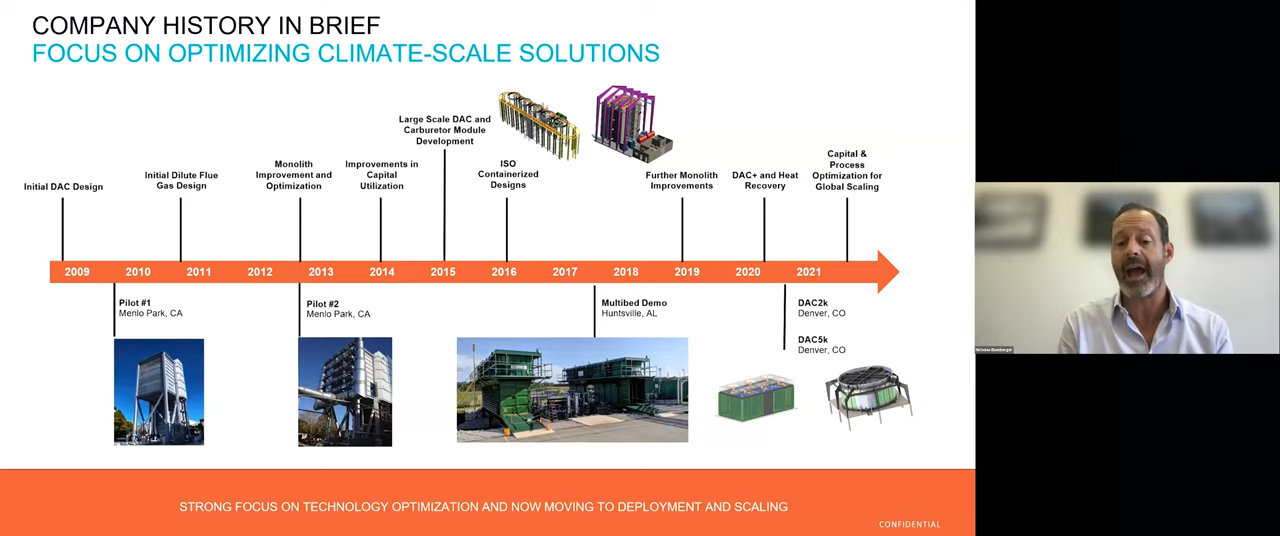 COMPANY HISTORY IN BRIEF
FOCUS ON OPTIMIZING CLIMATE-SCALE SOLUTIONS
Initial DAC Design
Initial Dilute Flue
Gas Design
Monolith
Improvement and
Optimization
Improvements in
Capital
Utilization
Large Scale DAC and
Carburetor Module
Development
ISO
Containerized
Designs
Further Monolith
Improvements
DAC+ and Heat
Recovery
Capital &
Process
Optimization for
Global Scaling
2009 2010 2011 2012 2013 2014 2015 2016 2017 2018 2019 2020 2021
Pilot #1
Menlo Park, CA
Pilot #2
Menlo Park, CA
Multibed Demo
Huntsville, AL
DAC2k
Denver, CO
DAC5k
Denver, CO
STRONG FOCUS ON TECHNOLOGY OPTIMIZATION AND NOW MOVING TO DEPLOYMENT AND SCALING
CONFIDENTIAL
Nicholas Eisenberger